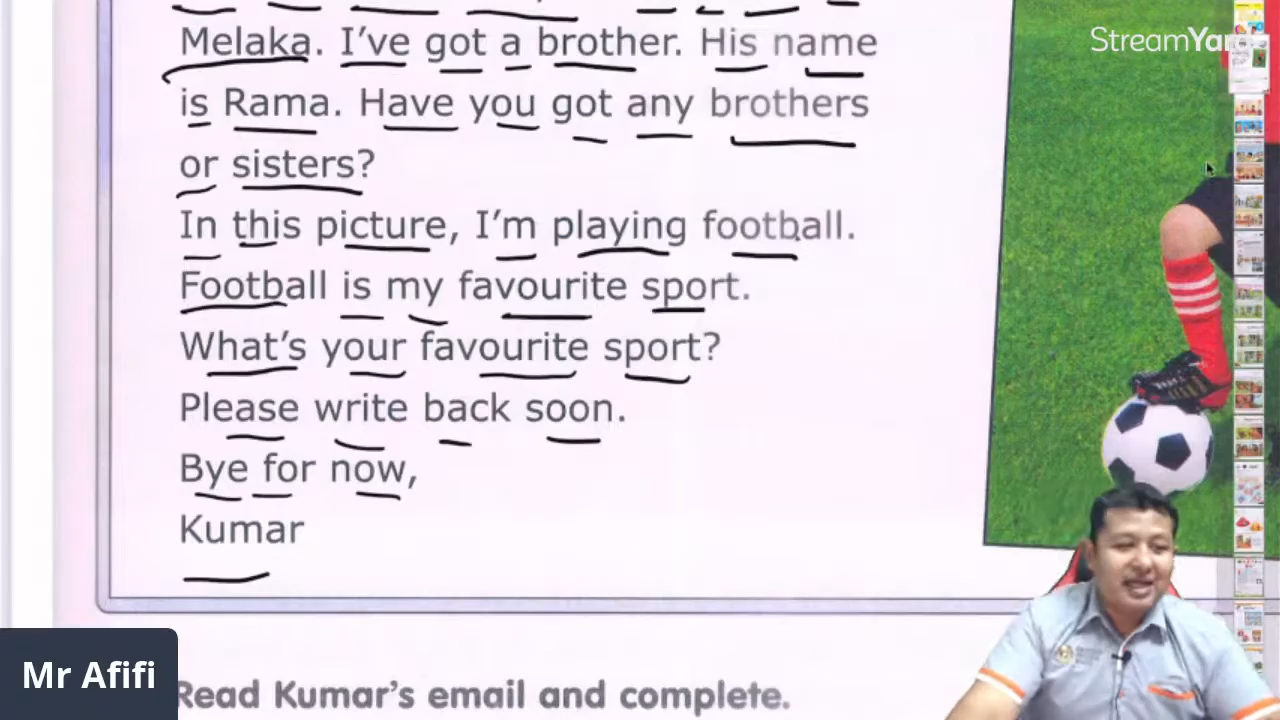 StreamYar
Melaka. I've got a brother. His name
is Rama. Have you got any brothers
or sisters?
In this picture, I'm playing football.
Football is my favourite sport.
What's your favourite sport?
Please write back soon.
Bye for now,
Kumar
Mr Afifi
Read Kumar's email and complete.